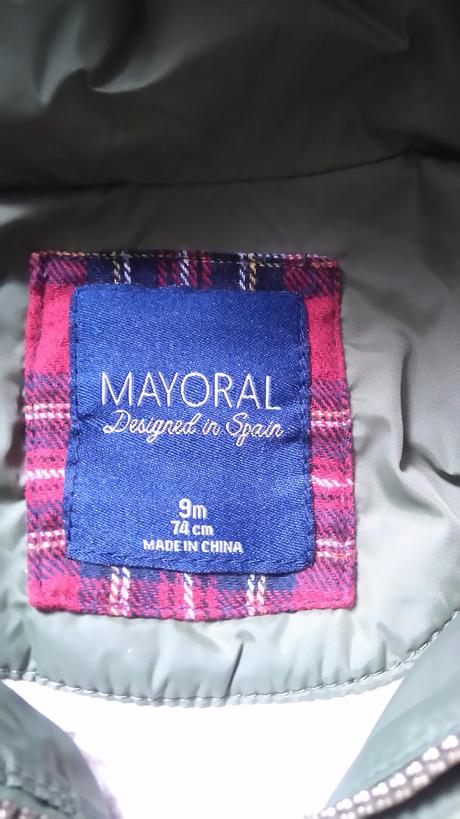 MAYORAL
Designed in Spain
9m
74 cm
MADE IN CHINA